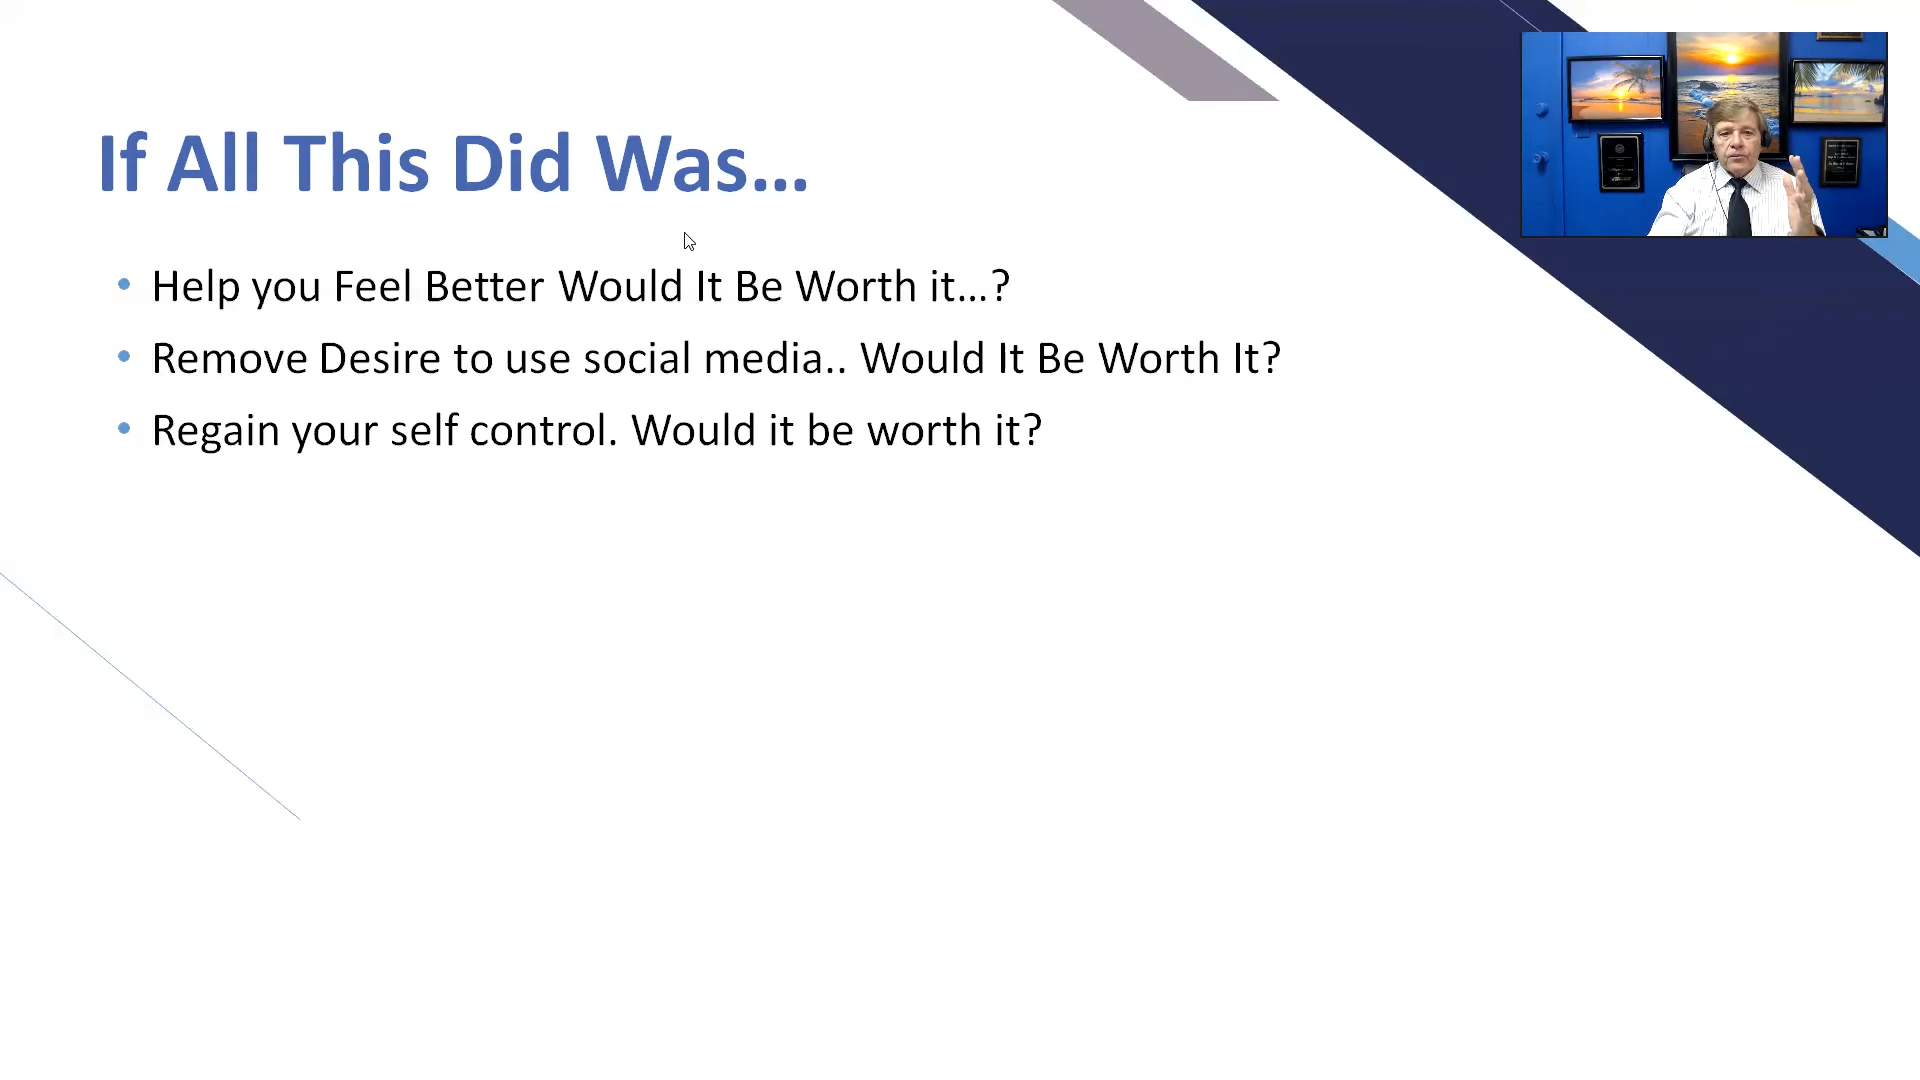 If All This Did Was...
Help you Feel Better Would It Be Worth it...?
Remove Desire to use social media.. Would It Be Worth It?
Regain your self control. Would it be worth it?